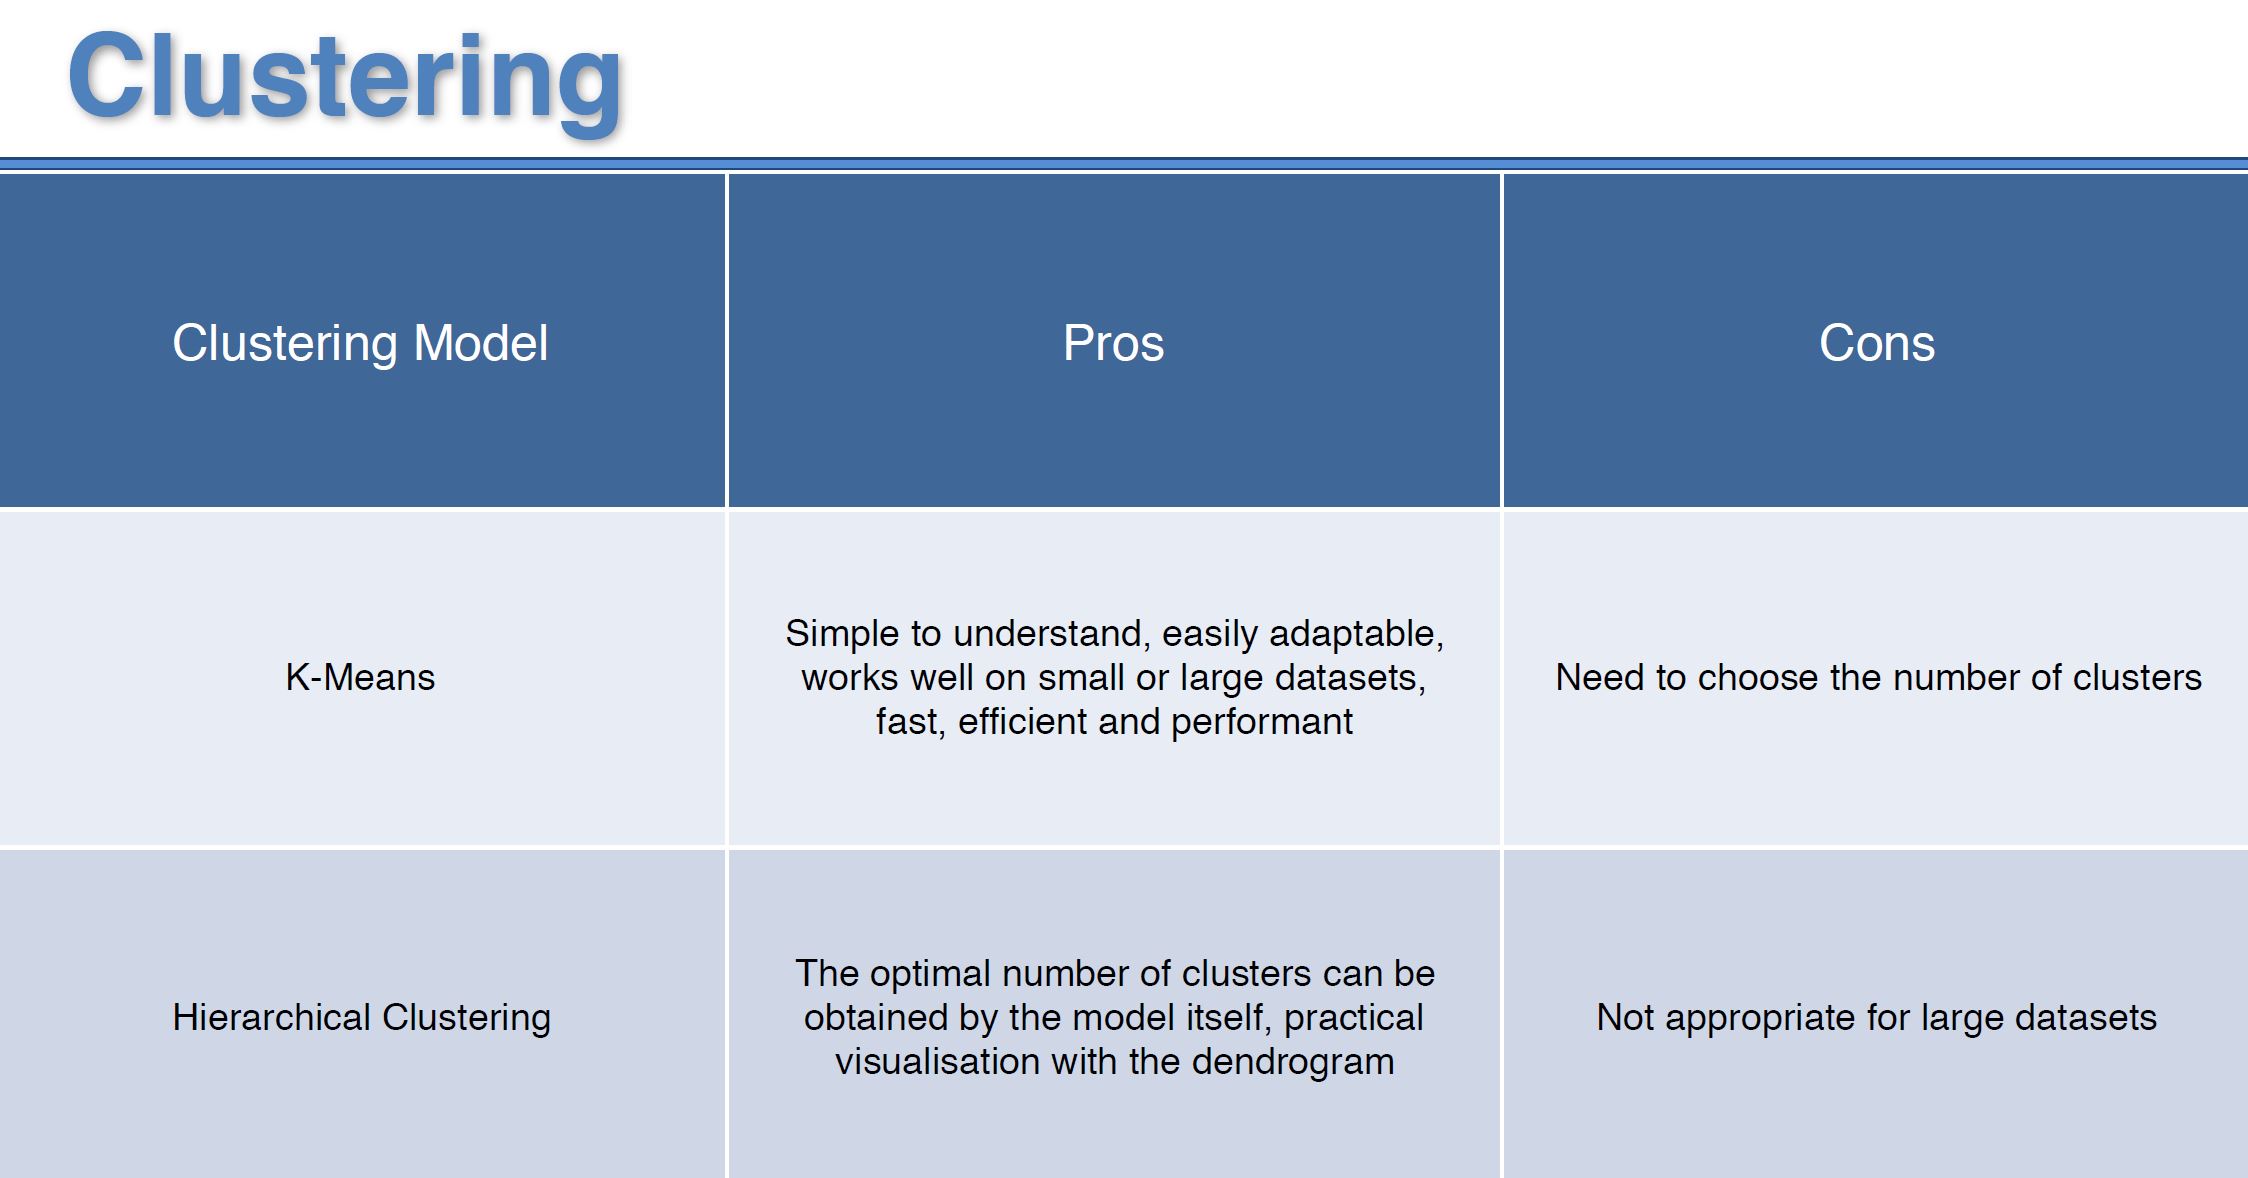 Clustering
Clustering Model
Pros
Cons
K-Means
Simple to understand, easily adaptable,
works well on small or large datasets,
fast, efficient and performant
Need to choose the number of clusters
Hierarchical Clustering
The optimal number of clusters can be
obtained by the model itself, practical
visualisation with the dendrogram
Not appropriate for large datasets